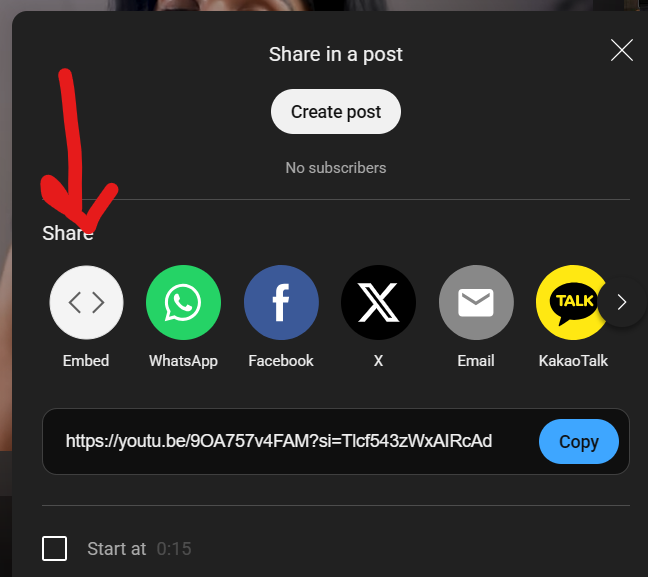 Share in a post
Create post
No subscribers
Share
TALK
Embed WhatsApp Facebook X Email KakaoTalk
https://youtu.be/9OA757v4FAM?si=Tlcf543zWxAIRcAd
Copy
Start at 0:15